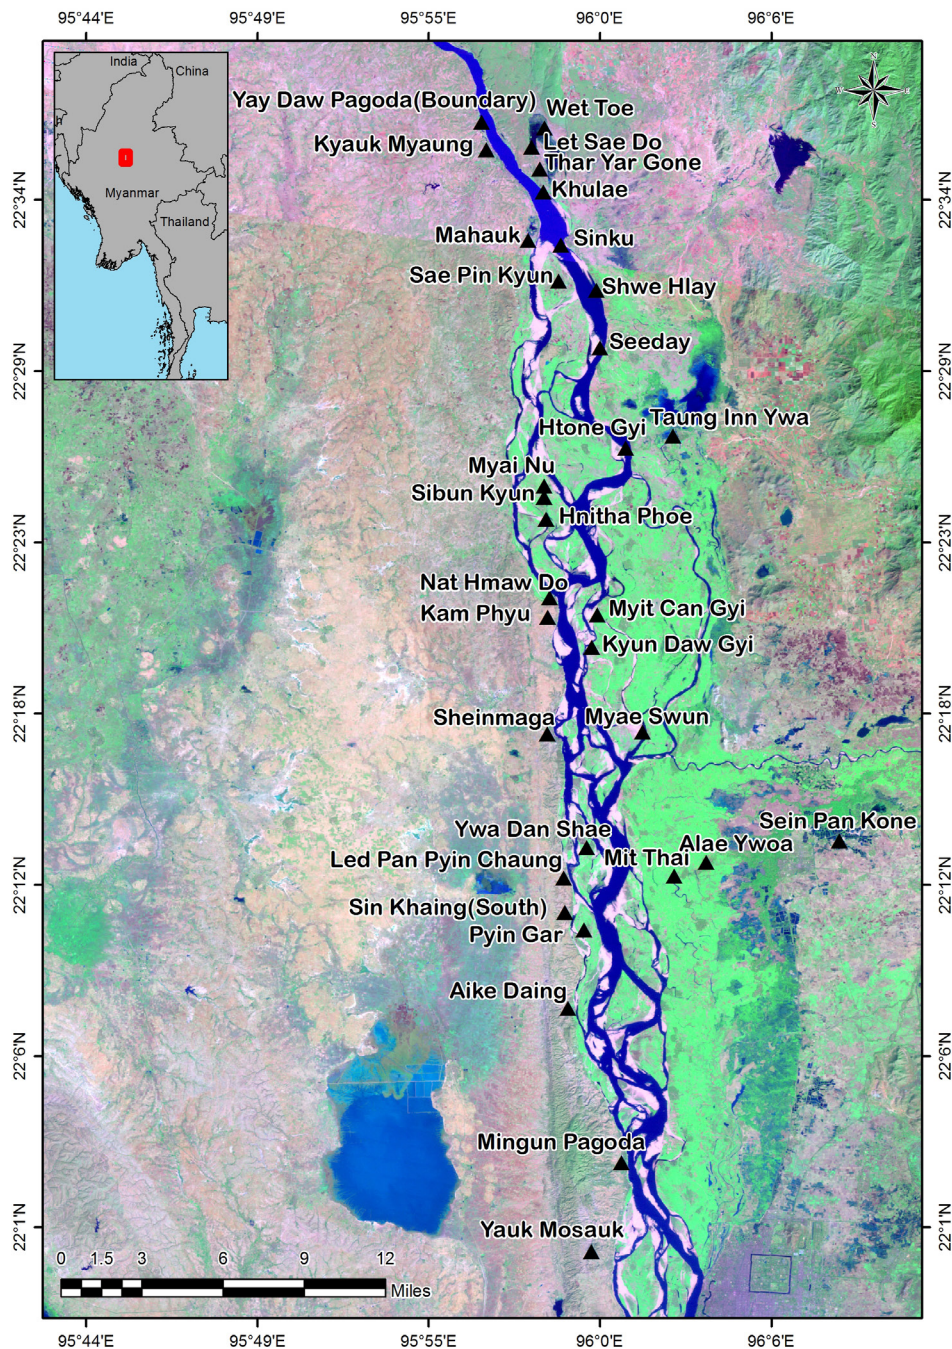 95°44'E 95°49'E 95°55'E 96°0'E 96°6'E
India
China
Myanmar
Thailand
N
W E
S
Yay Daw Pagoda(Boundary)
Wet Toe
Kyauk Myaung
Let Sae Do
Thar Yar Gone
Khulae
22°34'N 22°34'N
Mahauk
Sinku
Sae Pin Kyun
Shwe Hlay
Seeday
22°29'N 22°29'N
Taung Inn Ywa
Htone Gyi
Myai Nu
Sibun Kyun
Hnitha Phoe
22°23'N 22°23'N
Nat Hmaw Do
Kam Phyu
Myit Can Gyi
Kyun Daw Gyi
22°18'N 22°18'N
Sheinmaga
Myae Swun
Sein Pan Kone
Ywa Dan Shae
Alae Ywoa
Led Pan Pyin Chaung
Mit Thai
22°12'N 22°12'N
Sin Khaing(South)
Pyin Gar
Aike Daing
22°6'N 22°6'N
Mingun Pagoda
22°1'N 22°1'N
Yauk Mosauk
0 1.5 3 6 9 12
Miles
95°44'E 95°49'E 95°55'E 96°0'E 96°6'E